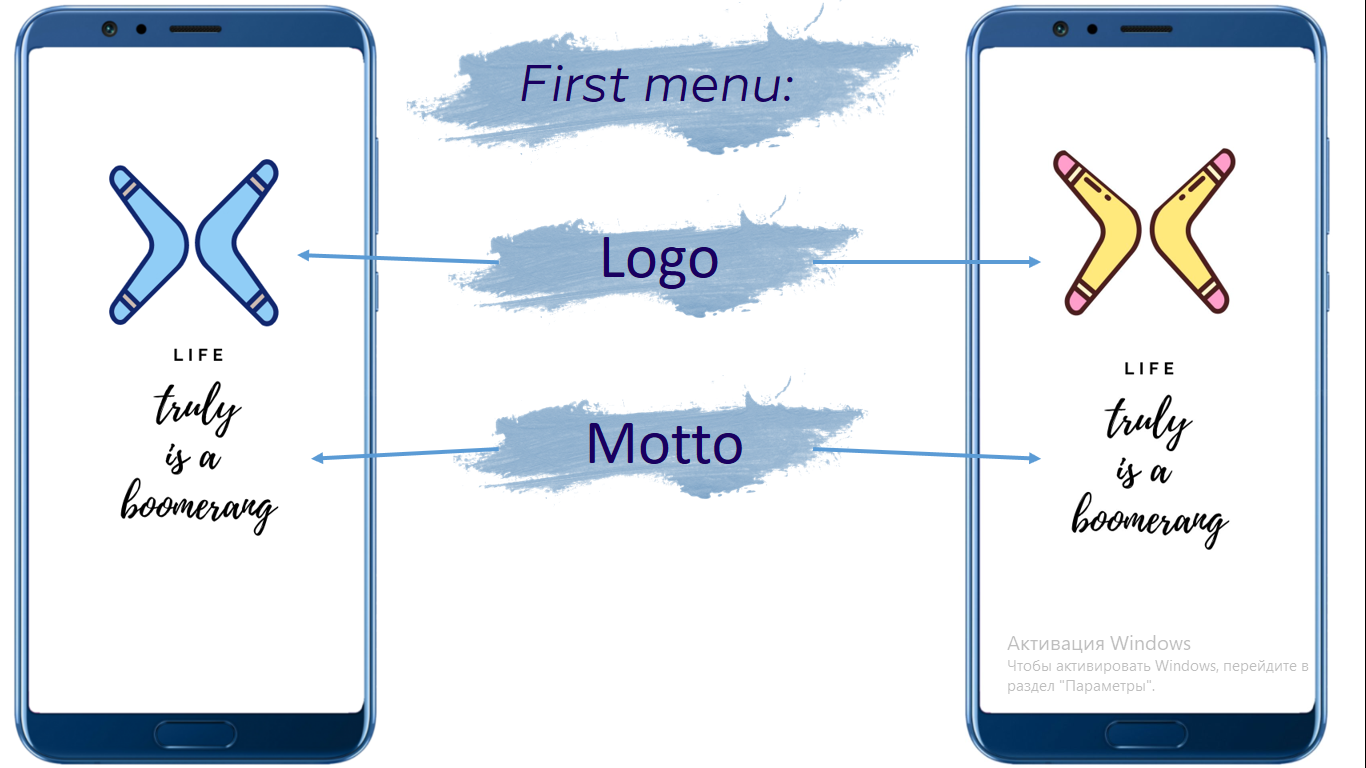 First menu:
Logo
Motto
LIFE
truly
is a
boomerang
LIFE
truly
is a
boomerang
Активация Windows
Чтобы активировать Windows, перейдите в
раздел "Параметры".